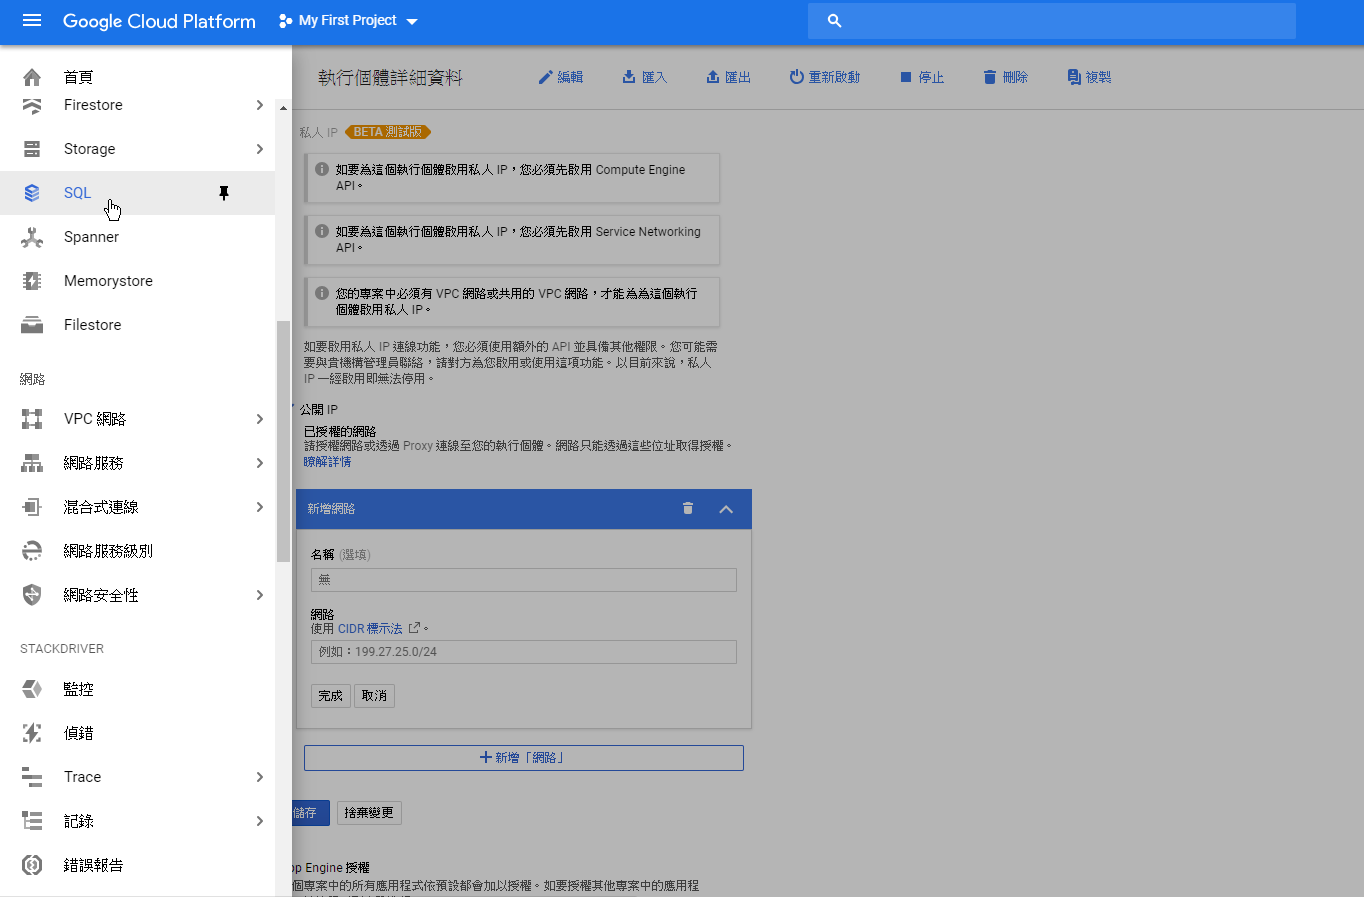 Google Cloud Platform
My First Project
首頁
Firestore
Storage
SQL
Spanner
Memorystore
Filestore
網路
VPC 網路
網路服務
混合式連線
網路服務級別
網路安全性
STACKDRIVER
監控
偵錯
Trace
記錄
錯誤報告
執行個體詳細資料
編輯
匯入
匯出
重新啟動
停止
刪除
複製
私人 IP
BETA 測試版
如要為這個執行個體啟用私人 IP，您必須先啟用 Compute Engine
API。
如要為這個執行個體啟用私人 IP，您必須先啟用 Service Networking
API。
您的專案中必須有 VPC 網路或共用的 VPC 網路，才能為為這個執行
個體啟用私人 IP。
如要啟用私人 IP 連線功能，您必須使用額外的 API 並具備其他權限。您可能需
要與貴機構管理員聯絡，請對方為您啟用或使用這項功能。以目前來說，私人
IP 一經啟用即無法停用。
公開 IP
已授權的網路
請授權網路或透過 Proxy 連線至您的執行個體。網路只能透過這些位址取得授權。
瞭解詳情
新增網路
名稱 (選填)
無
網路
使用 CIDR 標示法 。
例如：199.27.25.0/24
完成
取消
新增「網路」
儲存
捨棄變更
pp Engine 授權
個專案中的所有應用程式依預設都會加以授權。如要授權其他專案中的應用程